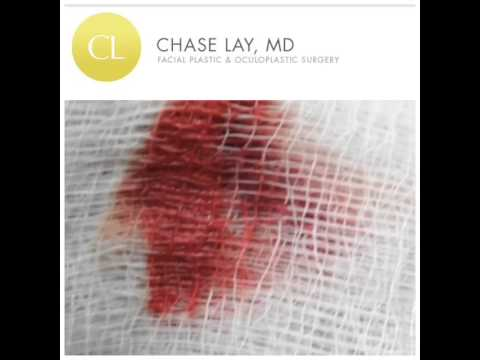 CL
CHASE LAY, MD
FACIAL PLASTIC & OCULOPLASTIC SURGERY